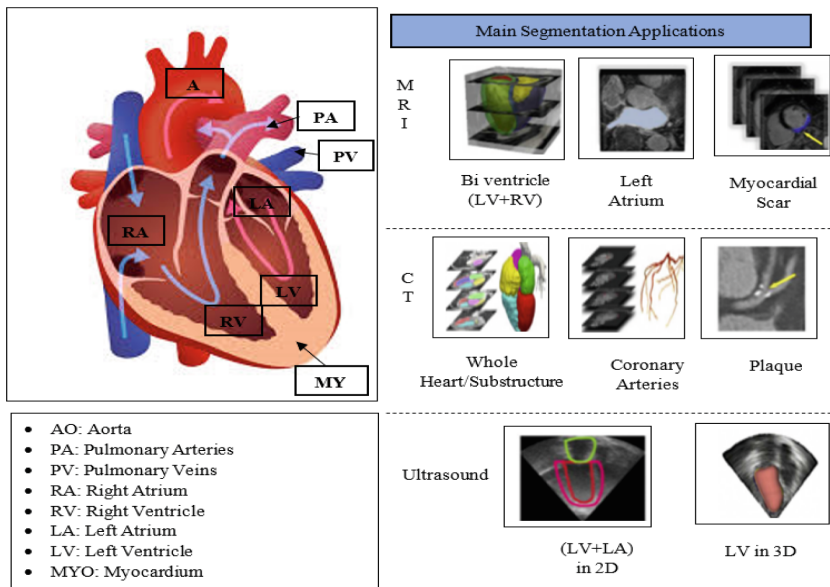 A
PA
PV
RA
LA
LV
RV
MY
• AO: Aorta
• PA: Pulmonary Arteries
• PV: Pulmonary Veins
• RA: Right Atrium
• RV: Right Ventricle
• LA: Left Atrium
• LV: Left Ventricle
• MYO: Myocardium
Main Segmentation Applications
M
R
I
Bi ventricle
(LV+RV)
Left
Atrium
Myocardial
Scar
C
T
Whole
Heart/Substructure
Coronary
Arteries
Plaque
Ultrasound
(LV+LA)
in 2D
LV in 3D